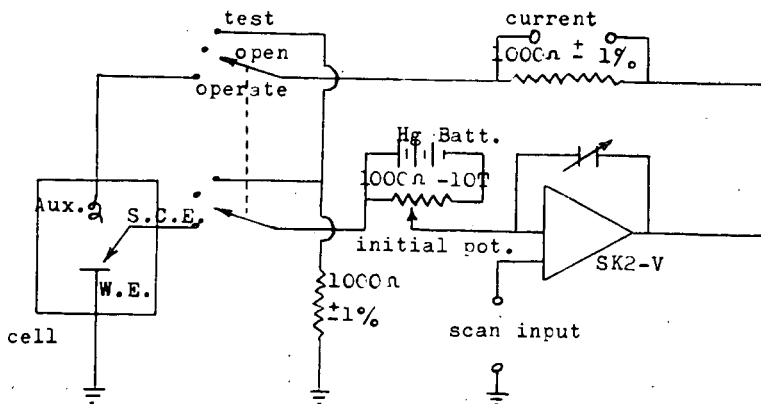 test
current
open
1000Ω ± 1%
operate
Hg Batt.
1000Ω -10T
Aux.
S.C.E.
initial pot.
SK2-V
W.E.
1000Ω
±1%
scan input
cell